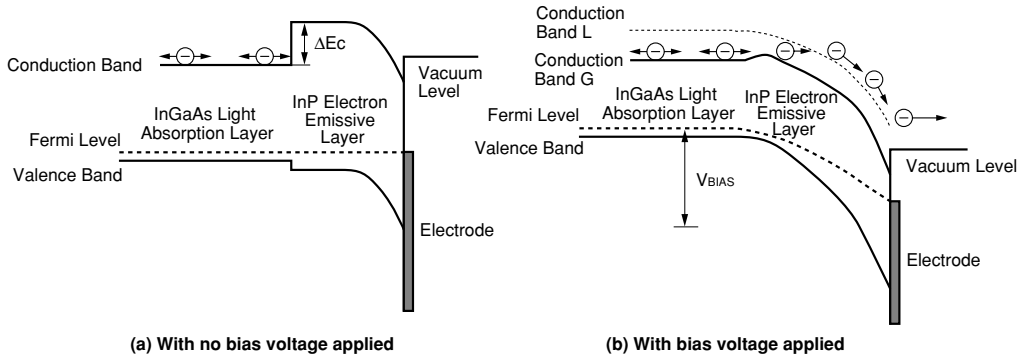 ΔEc
Conduction Band
Vacuum
Level
InGaAs Light
Absorption Layer
InP Electron
Emissive
Layer
Fermi Level
Valence Band
Electrode
(a) With no bias voltage applied
Conduction
Band L
Conduction
Band G
InGaAs Light
Absorption Layer
InP Electron
Emissive
Layer
Fermi Level
Valence Band
VBIAS
Vacuum Level
Electrode
(b) With bias voltage applied